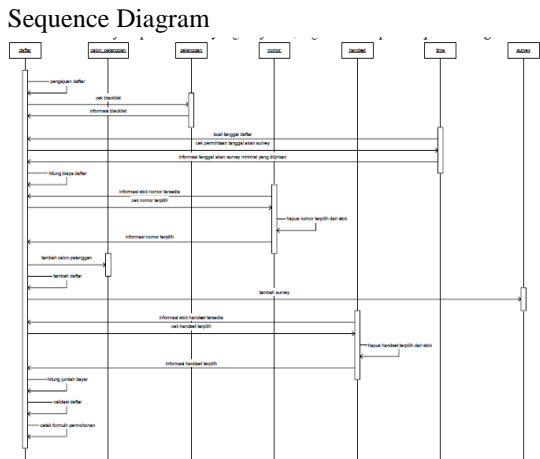 Sequence Diagram
daftar
calon_pelanggan
pelanggan
nomor
handset
time
survey
pengajuan daftar
cek blacklist
informasi blacklist
buat tanggal daftar
cek permintaan tanggal akan survey
informasi tanggal akan survey minimal yang diijinkan
hitung biaya daftar
informasi stok nomor tersedia
cek nomor terpilih
hapus nomor terpilih dari stok
informasi nomor terpilih
tambah calon pelanggan
tambah daftar
tambah survey
informasi stok handset tersedia
cek handset terpilih
hapus handset terpilih dari stok
informasi handset terpilih
hitung jumlah bayar
validasi daftar
cetak formulir permohonan